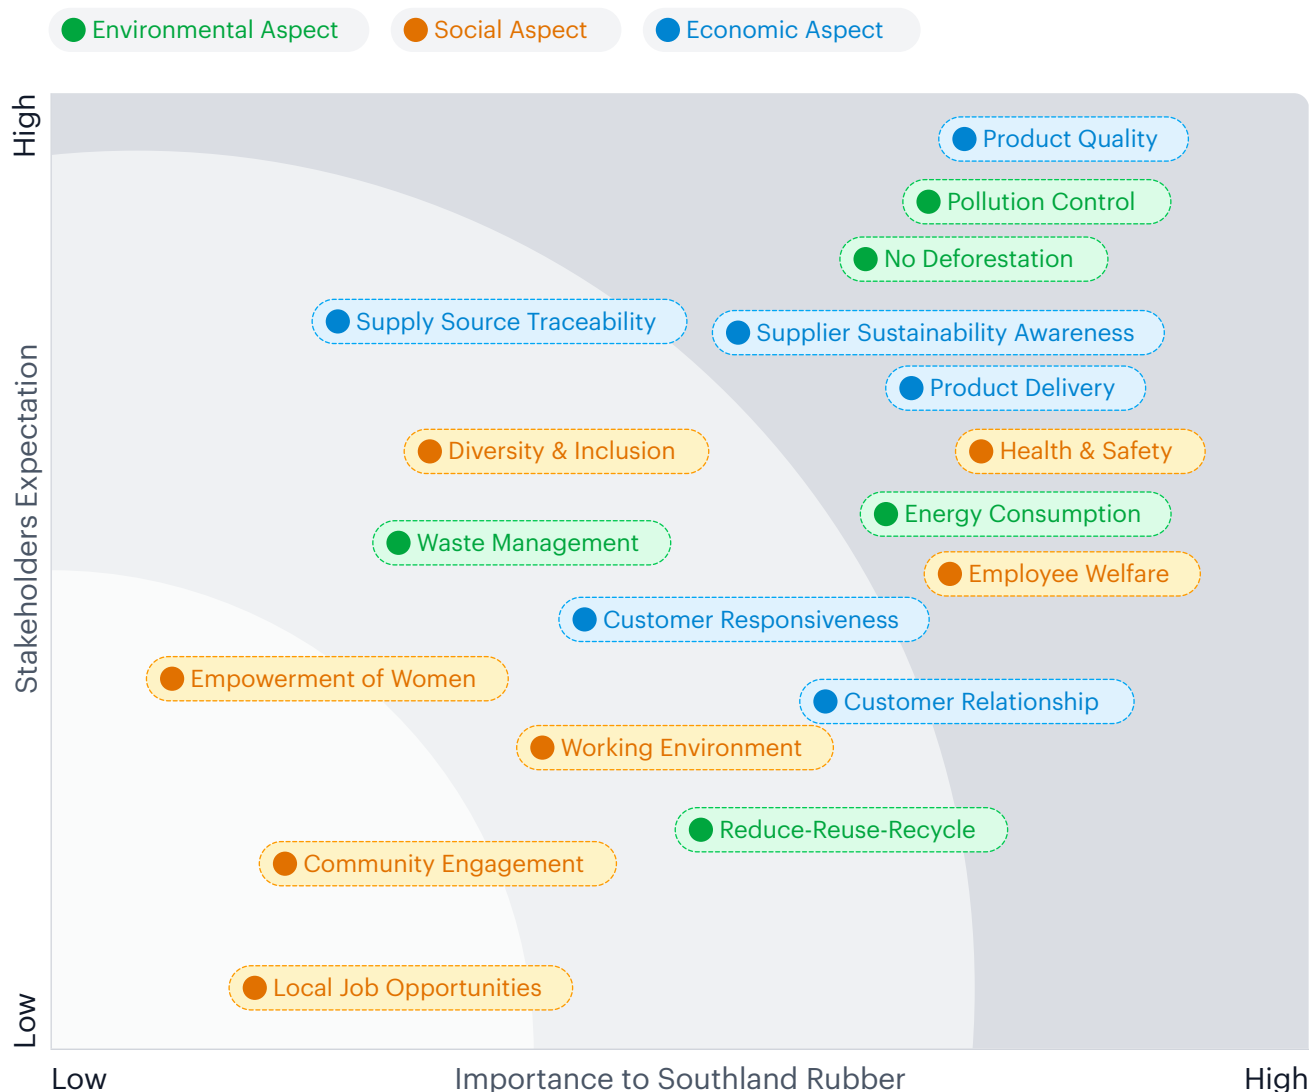 Environmental Aspect
Social Aspect
Economic Aspect
High
Stakeholders Expectation
Low
Product Quality
Pollution Control
No Deforestation
Supply Source Traceability
Supplier Sustainability Awareness
Product Delivery
Diversity & Inclusion
Health & Safety
Energy Consumption
Waste Management
Employee Welfare
Customer Responsiveness
Empowerment of Women
Customer Relationship
Working Environment
Reduce-Reuse-Recycle
Community Engagement
Local Job Opportunities
Low
Importance to Southland Rubber
High